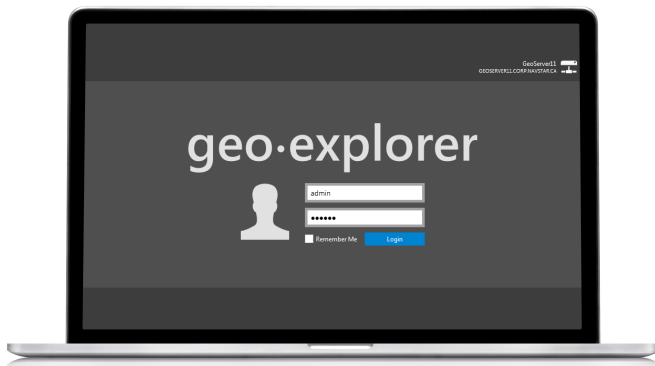 GeoServer11
GEOSERVER11.CORP.NAVSTAR.CA
geo·explorer
admin
••••••
Remember Me
Login